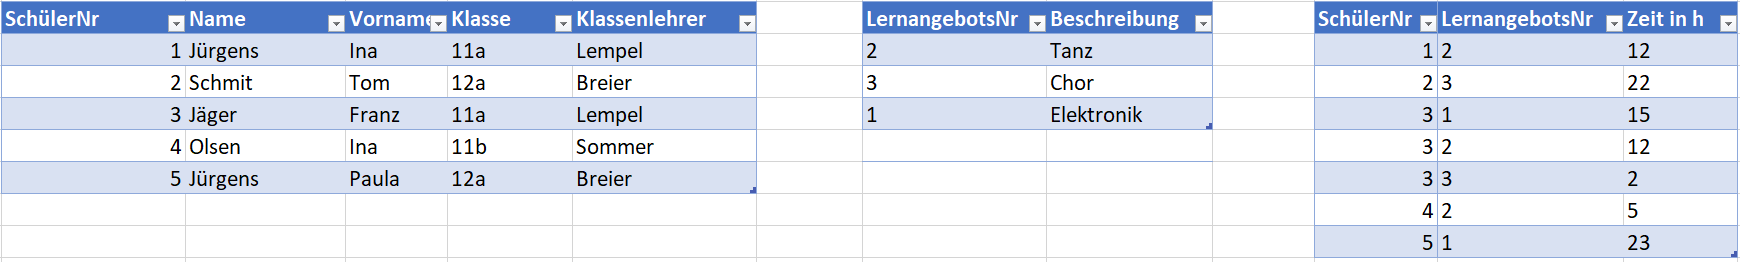 SchülerNr Name Vorname Klasse Klassenlehrer LernangebotsNr Beschreibung SchülerNr LernangebotsNr Zeit in h
1 Jürgens Ina 11a Lempel 2 Tanz 1 2 12
2 Schmit Tom 12a Breier 3 Chor 2 3 22
3 Jäger Franz 11a Lempel 1 Elektronik 3 1 15
4 Olsen Ina 11b Sommer 3 2 12
5 Jürgens Paula 12a Breier 3 3 2
4 2 5
5 1 23